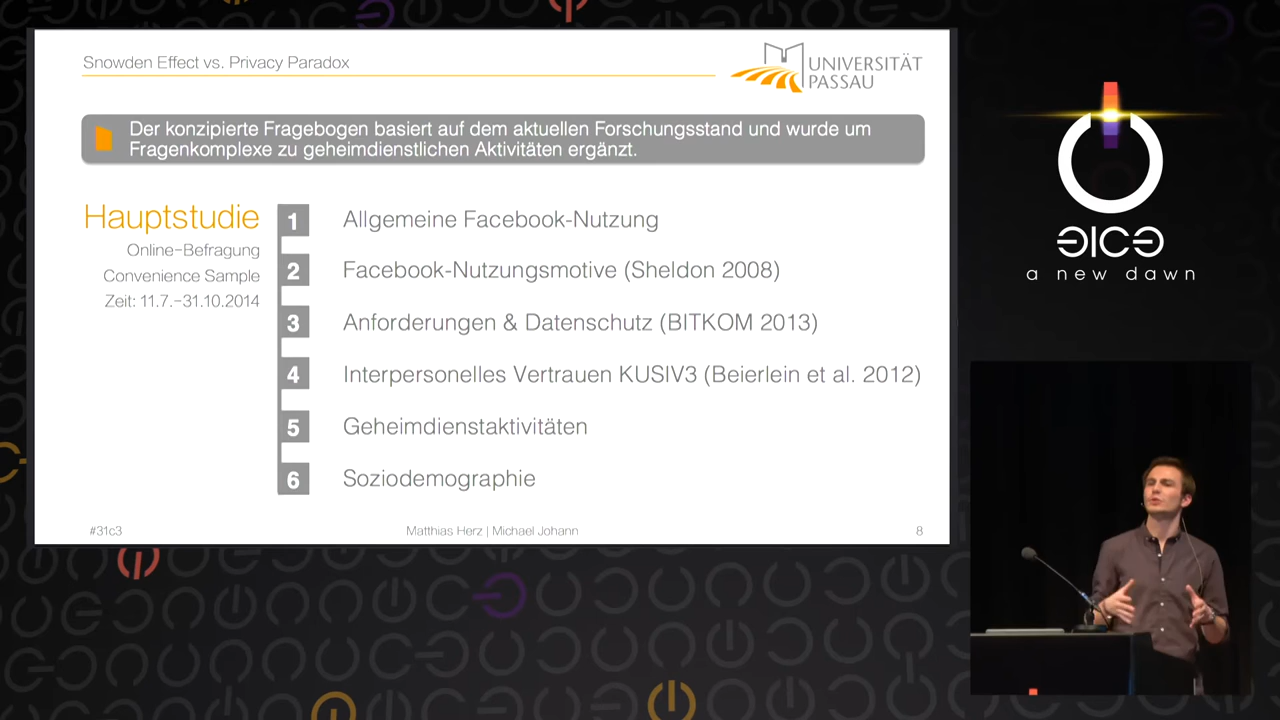 Snowden Effect vs. Privacy Paradox
UNIVERSITÄT
PASSAU
Der konzipierte Fragebogen basiert auf dem aktuellen Forschungsstand und wurde um
Fragenkomplexe zu geheimdienstlichen Aktivitäten ergänzt.
Hauptstudie
Online-Befragung
Convenience Sample
Zeit: 11.7.-31.10.2014
1 Allgemeine Facebook-Nutzung
2 Facebook-Nutzungsmotive (Sheldon 2008)
3 Anforderungen & Datenschutz (BITKOM 2013)
4 Interpersonelles Vertrauen KUSIV3 (Beierlein et al. 2012)
5 Geheimdienstaktivitäten
6 Soziodemographie
#31c3
Matthias Herz | Michael Johann
8
a new dawn